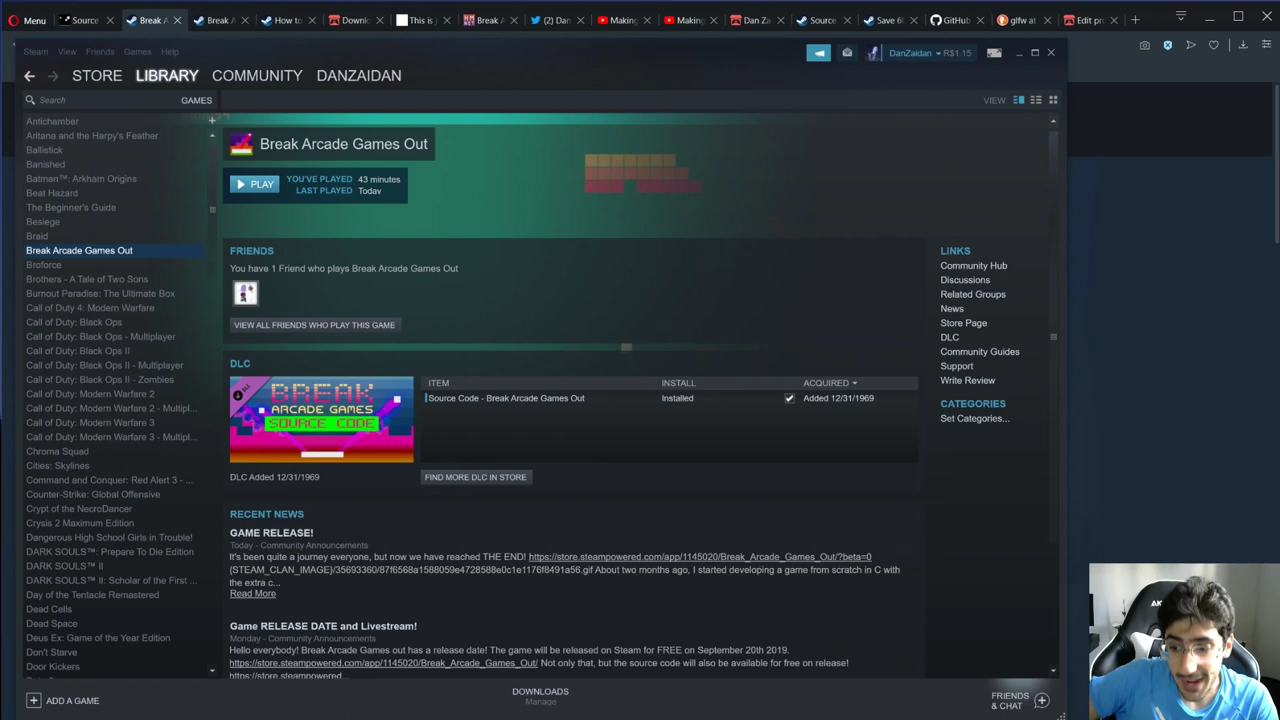 Menu
Source
Break A
Break A
How to
Downlo
This is j
Break A
(2) Dan
Making
Making
Dan Za
Source
Save 60
GitHub
glfw at
Edit pro
Steam View Friends Games Help
DanZaidan R$1.15
STORE LIBRARY COMMUNITY DANZAIDAN
Search GAMES
VIEW
Antichamber
Aritana and the Harpy's Feather
Ballistick
Banished
Batman™: Arkham Origins
Beat Hazard
The Beginner's Guide
Besiege
Braid
Break Arcade Games Out
Broforce
Brothers - A Tale of Two Sons
Burnout Paradise: The Ultimate Box
Call of Duty 4: Modern Warfare
Call of Duty: Black Ops
Call of Duty: Black Ops - Multiplayer
Call of Duty: Black Ops II
Call of Duty: Black Ops II - Multiplayer
Call of Duty: Black Ops II - Zombies
Call of Duty: Modern Warfare 2
Call of Duty: Modern Warfare 2 - Multipl...
Call of Duty: Modern Warfare 3
Call of Duty: Modern Warfare 3 - Multipl...
Chroma Squad
Cities: Skylines
Command and Conquer: Red Alert 3 - ...
Counter-Strike: Global Offensive
Crypt of the NecroDancer
Crysis 2 Maximum Edition
Dangerous High School Girls in Trouble!
DARK SOULS™: Prepare To Die Edition
DARK SOULS™ II
DARK SOULS™ II: Scholar of the First ...
Day of the Tentacle Remastered
Dead Cells
Dead Space
Deus Ex: Game of the Year Edition
Don't Starve
Door Kickers
ADD A GAME
Break Arcade Games Out
PLAY
YOU'VE PLAYED 43 minutes
LAST PLAYED Today
FRIENDS
You have 1 Friend who plays Break Arcade Games Out
VIEW ALL FRIENDS WHO PLAY THIS GAME
DLC
DLC
BREAK
ARCADE GAMES
SOURCE CODE
ITEM INSTALL ACQUIRED
Source Code - Break Arcade Games Out Installed Added 12/31/1969
DLC Added 12/31/1969
FIND MORE DLC IN STORE
RECENT NEWS
GAME RELEASE!
Today - Community Announcements
It's been quite a journey everyone, but now we have reached THE END! https://store.steampowered.com/app/1145020/Break_Arcade_Games_Out/?beta=0
{STEAM_CLAN_IMAGE}/35693360/87f6568a1588059e4728588e0c1e1176f8491a56.gif About two months ago, I started developing a game from scratch in C with
the extra c...
Read More
Game RELEASE DATE and Livestream!
Monday - Community Announcements
Hello everybody! Break Arcade Games out has a release date! The game will be released on Steam for FREE on September 20th 2019.
https://store.steampowered.com/app/1145020/Break_Arcade_Games_Out/ Not only that, but the source code will also be available for free on release!
https://store.steampowered...
LINKS
Community Hub
Discussions
Related Groups
News
Store Page
DLC
Community Guides
Support
Write Review
CATEGORIES
Set Categories...
DOWNLOADS
Manage
FRIENDS
& CHAT
AK